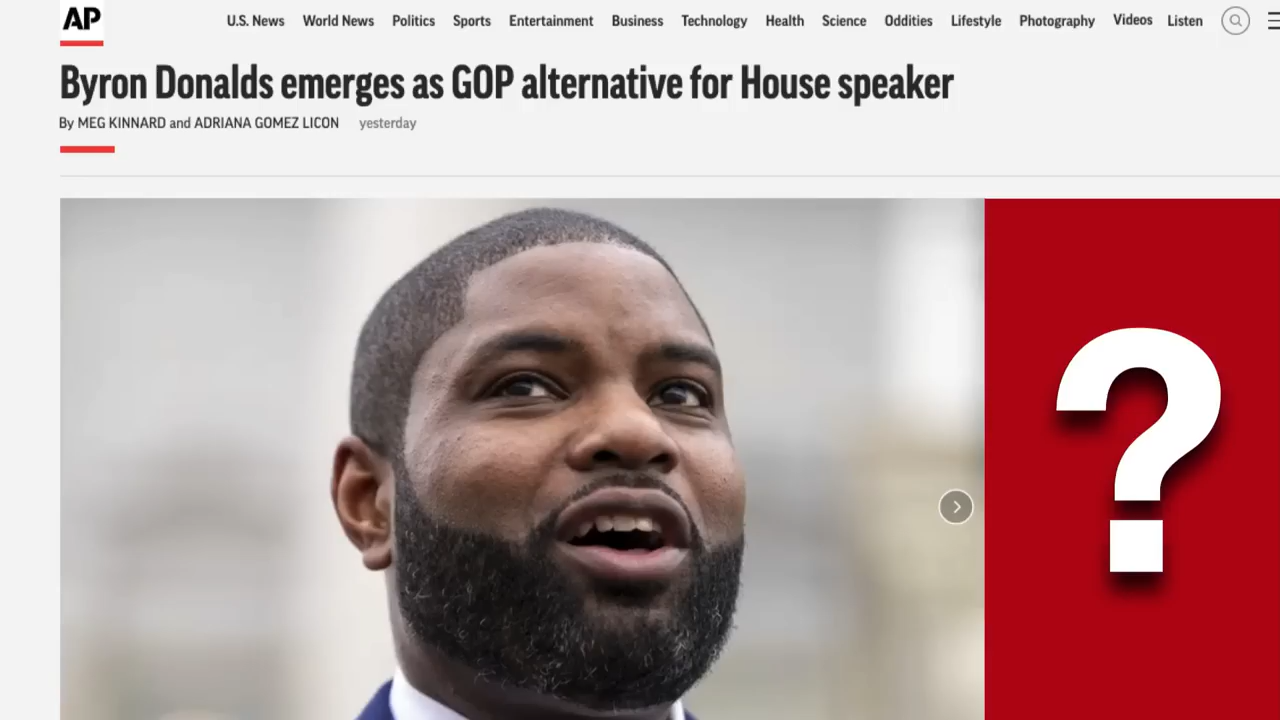 AP
U.S. News World News Politics Sports Entertainment Business Technology Health Science Oddities Lifestyle Photography Videos Listen
Byron Donalds emerges as GOP alternative for House speaker
By MEG KINNARD and ADRIANA GOMEZ LICON yesterday
?